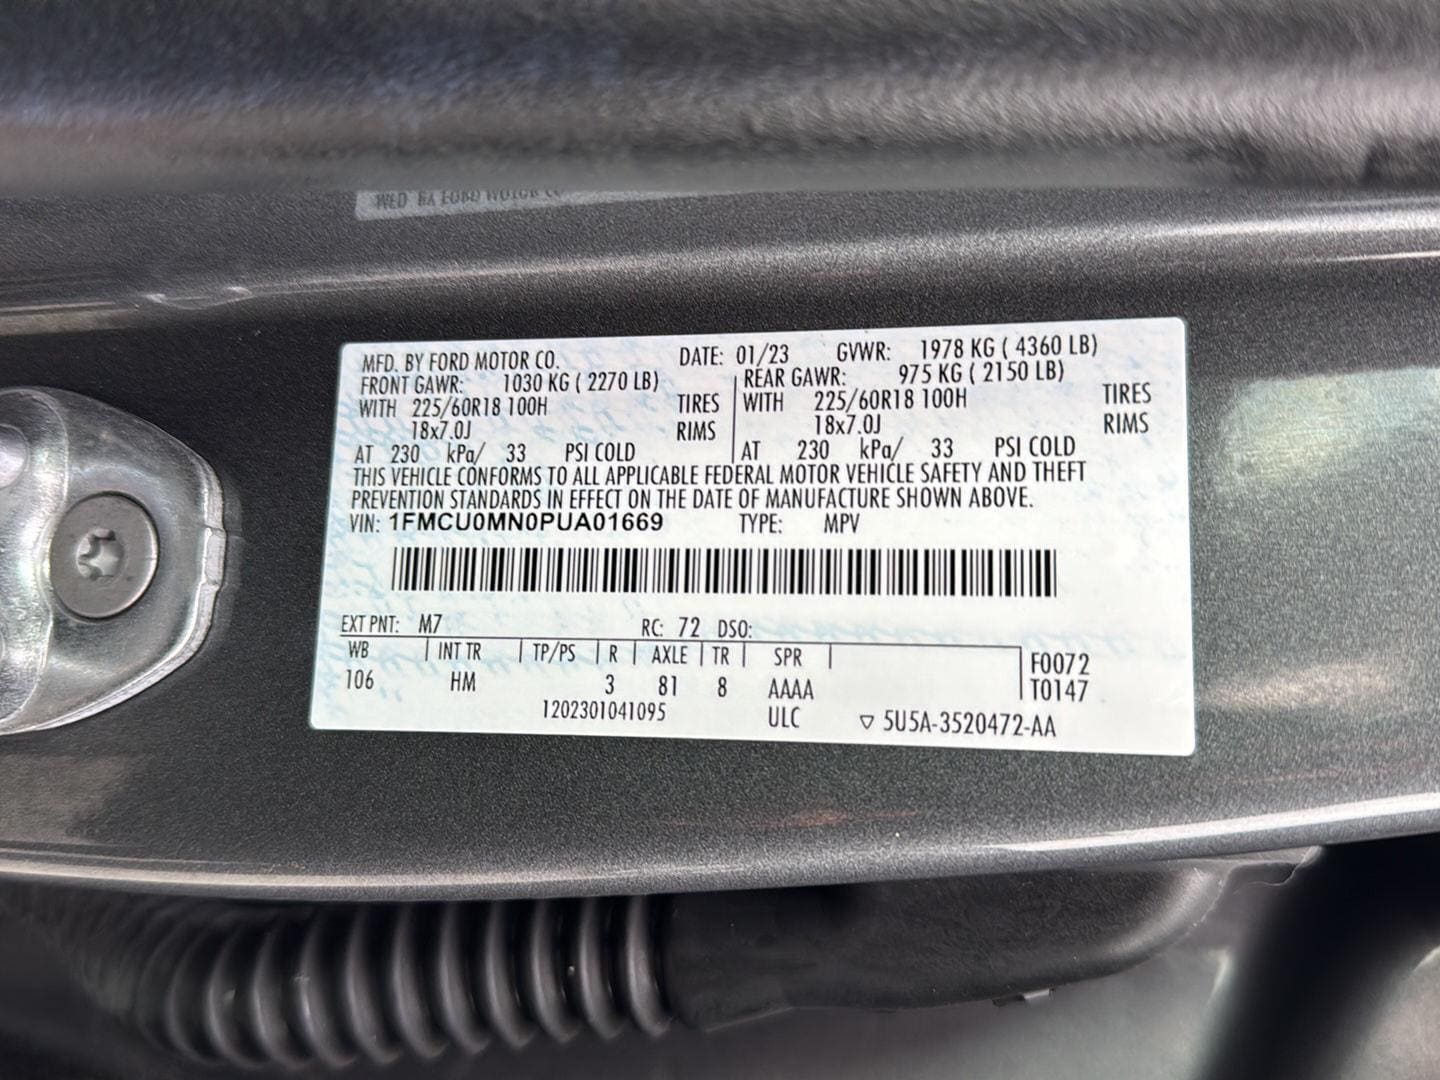 MFD. BY FORD MOTOR CO. DATE: 01/23 GVWR: 1978 KG ( 4360 LB)
FRONT GAWR: 1030 KG ( 2270 LB) REAR GAWR: 975 KG ( 2150 LB)
WITH 225/60R18 100H TIRES WITH 225/60R18 100H TIRES
18x7.0J RIMS 18x7.0J RIMS
AT 230 kPa/ 33 PSI COLD AT 230 kPa/ 33 PSI COLD
THIS VEHICLE CONFORMS TO ALL APPLICABLE FEDERAL MOTOR VEHICLE SAFETY AND THEFT
PREVENTION STANDARDS IN EFFECT ON THE DATE OF MANUFACTURE SHOWN ABOVE.
VIN: 1FMCU0MN0PUA01669 TYPE: MPV
EXT PNT: M7 RC: 72 DSO:
WB INT TR TP/PS R AXLE TR SPR F0072
106 HM 3 81 8 AAAA T0147
1202301041095 ULC ▽ 5U5A-3520472-AA